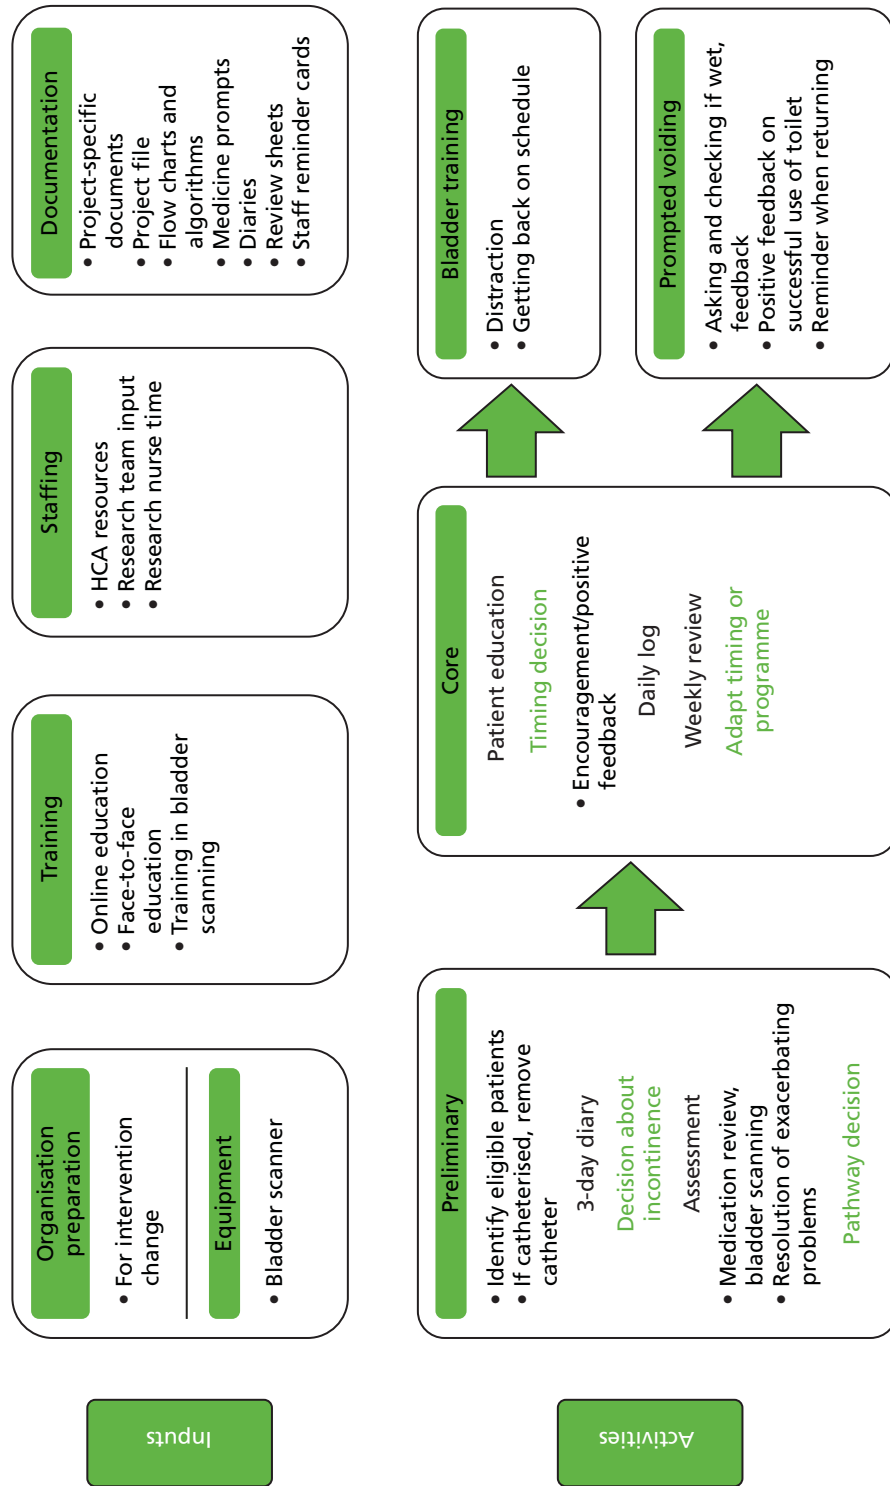 Inputs
Organisation
preparation
• For intervention
change
Equipment
• Bladder scanner
Training
• Online education
• Face-to-face
education
• Training in bladder
scanning
Staffing
• HCA resources
• Research team input
• Research nurse time
Documentation
• Project-specific
documents
• Project file
• Flow charts and
algorithms
• Medicine prompts
• Diaries
• Review sheets
• Staff reminder cards
Activities
Preliminary
• Identify eligible patients
• If catheterised, remove
catheter
3-day diary
Decision about
incontinence
Assessment
• Medication review,
bladder scanning
• Resolution of exacerbating
problems
Pathway decision
Core
Patient education
Timing decision
• Encouragement/positive
feedback
Daily log
Weekly review
Adapt timing or
programme
Bladder training
• Distraction
• Getting back on schedule
Prompted voiding
• Asking and checking if wet,
feedback
• Positive feedback on
successful use of toilet
• Reminder when returning